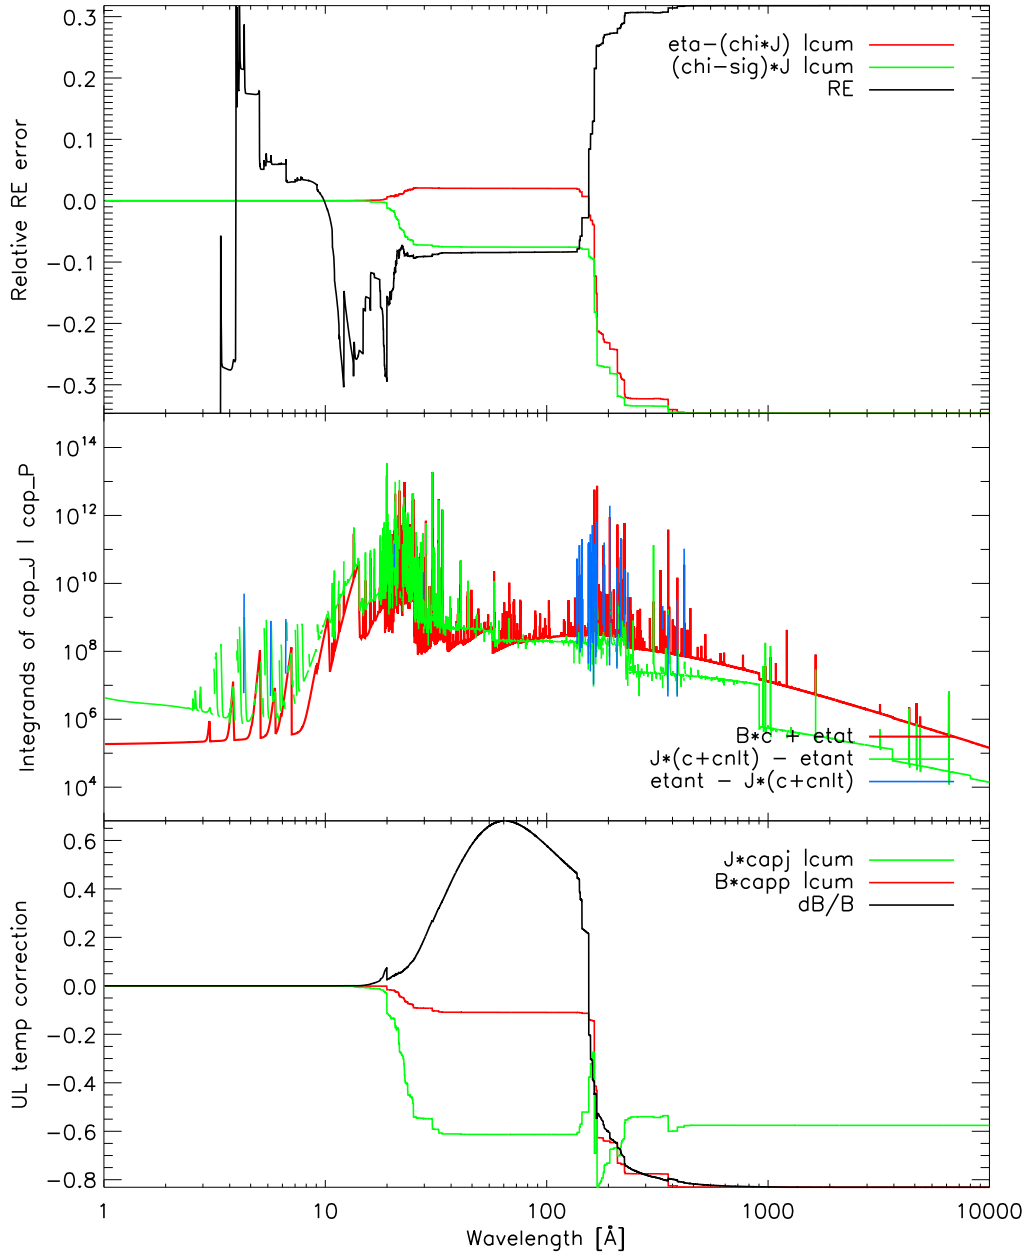 0.3
0.2
0.1
0.0
−0.1
−0.2
−0.3
Relative RE error
eta−(chi*J) lcum
(chi−sig)*J lcum
RE
10^14
10^12
10^10
10^8
10^6
10^4
Integrands of cap_J | cap_P
B*c + etat
J*(c+cnlt) − etant
etant − J*(c+cnlt)
0.6
0.4
0.2
0.0
−0.2
−0.4
−0.6
−0.8
UL temp correction
J*capj lcum
B*capp lcum
dB/B
1 10 100 1000 10000
Wavelength [Å]